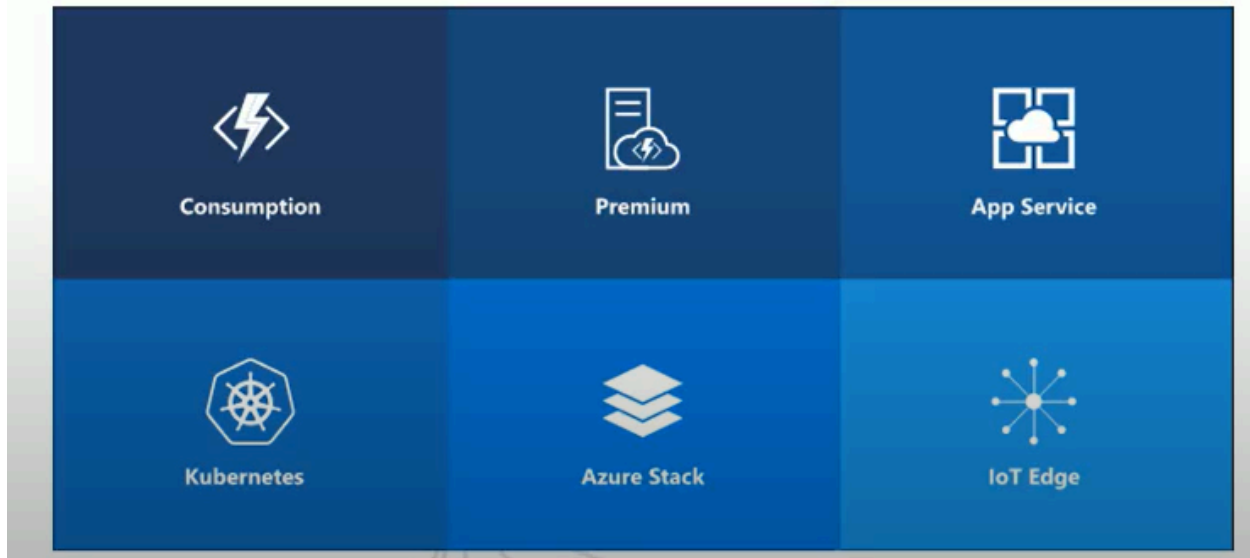 Consumption
Premium
App Service
Kubernetes
Azure Stack
IoT Edge